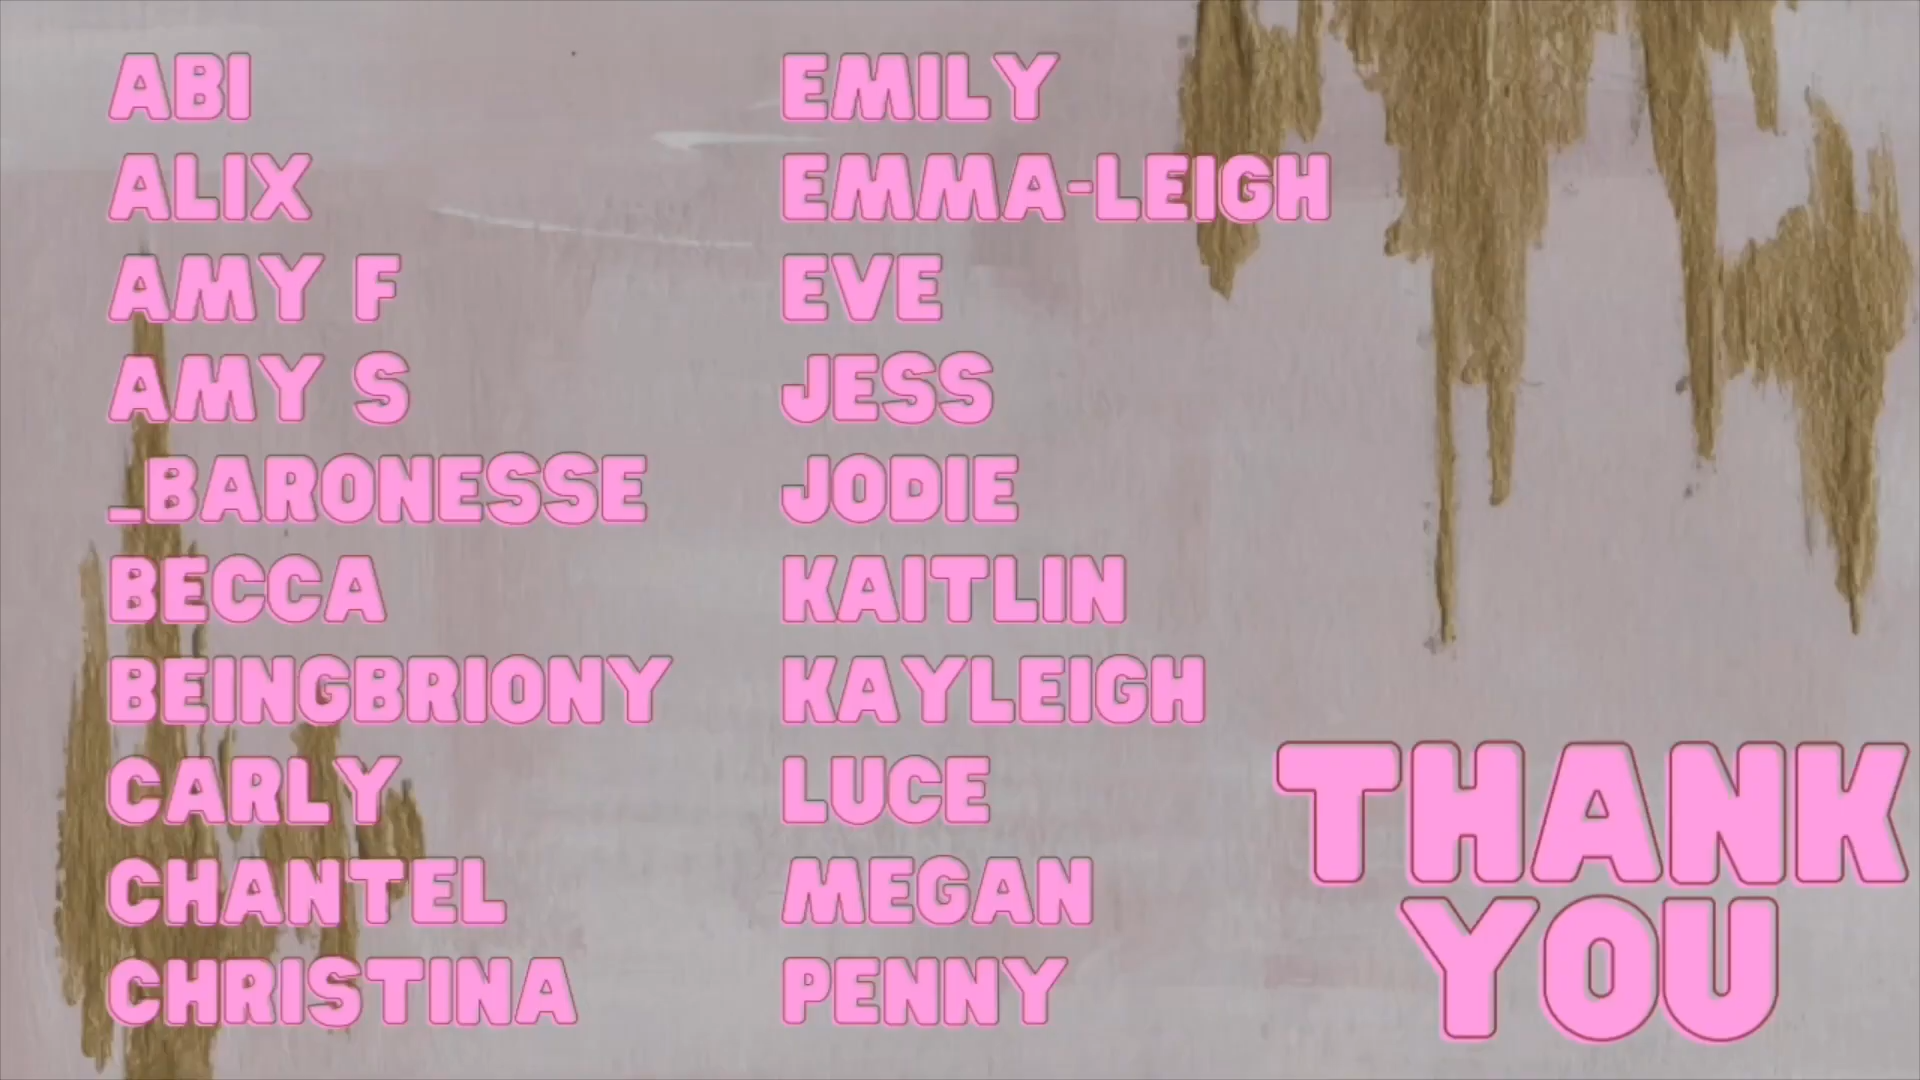 ABI
ALIX
AMY F
AMY S
_BARONESSE
BECCA
BEINGBRIONY
CARLY
CHANTEL
CHRISTINA
EMILY
EMMA-LEIGH
EVE
JESS
JODIE
KAITLIN
KAYLEIGH
LUCE
MEGAN
PENNY
THANK
YOU